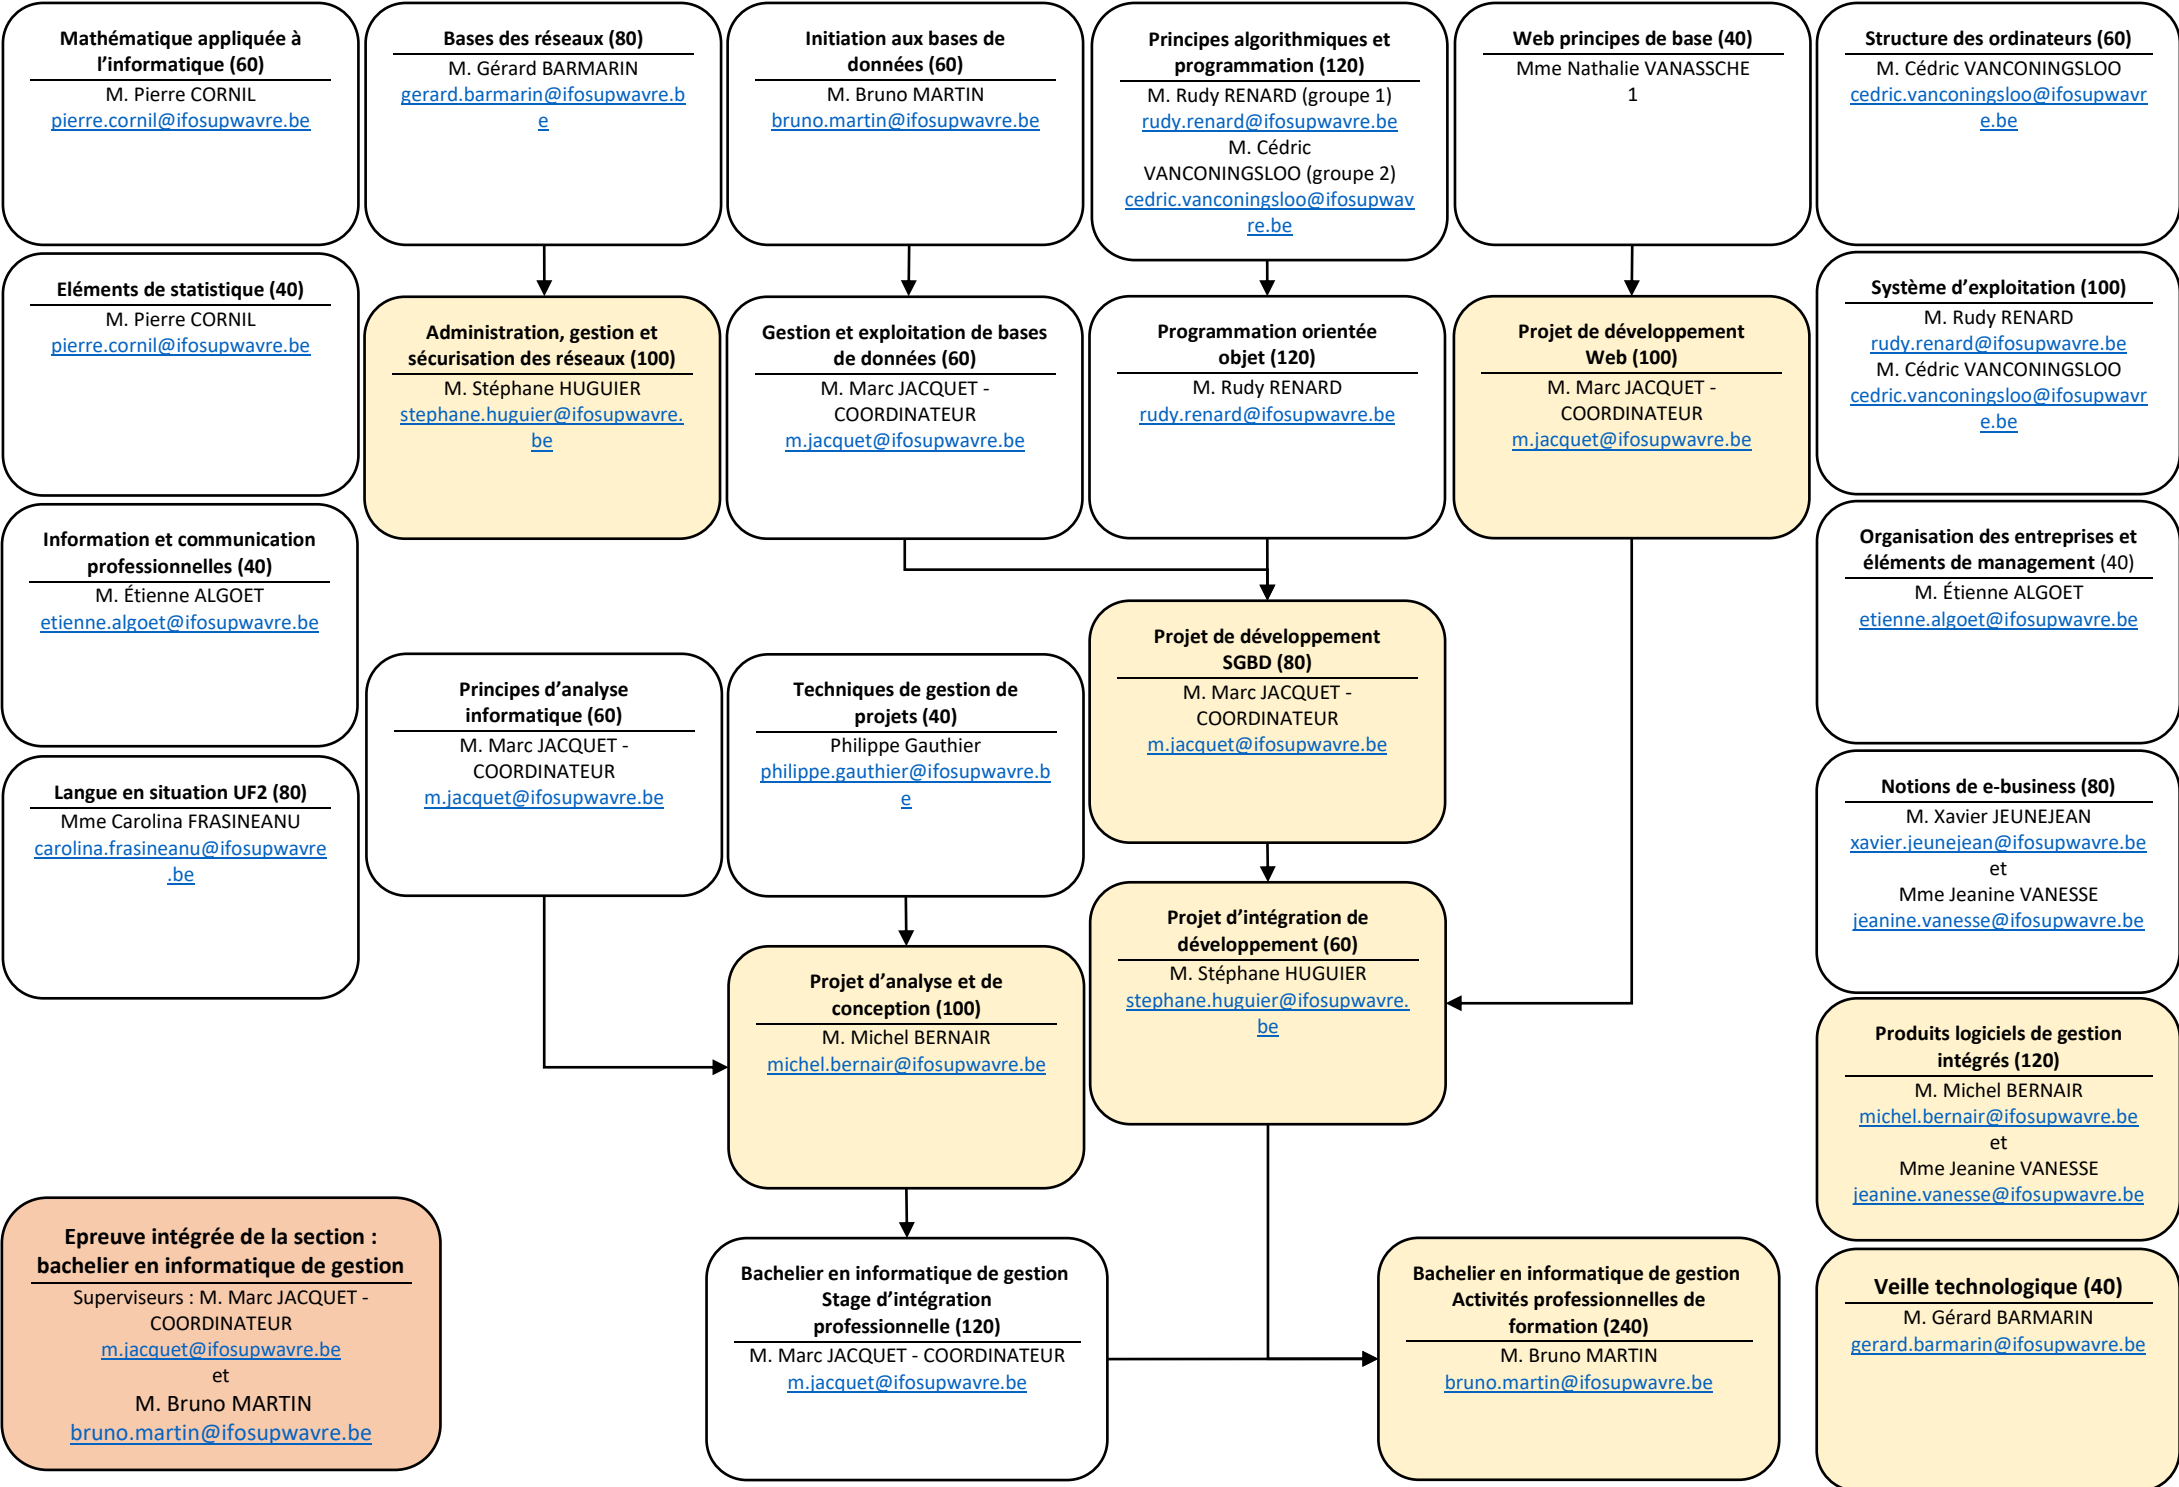 Mathématique appliquée à
l’informatique (60)
M. Pierre CORNIL
pierre.cornil@ifosupwavre.be
Bases des réseaux (80)
M. Gérard BARMARIN
gerard.barmarin@ifosupwavre.b
e
Initiation aux bases de
données (60)
M. Bruno MARTIN
bruno.martin@ifosupwavre.be
Principes algorithmiques et
programmation (120)
M. Rudy RENARD (groupe 1)
rudy.renard@ifosupwavre.be
M. Cédric
VANCONINGSLOO (groupe 2)
cedric.vanconingsloo@ifosupwav
re.be
Web principes de base (40)
Mme Nathalie VANASSCHE
1
Structure des ordinateurs (60)
M. Cédric VANCONINGSLOO
cedric.vanconingsloo@ifosupwavr
e.be
Eléments de statistique (40)
M. Pierre CORNIL
pierre.cornil@ifosupwavre.be
Administration, gestion et
sécurisation des réseaux (100)
M. Stéphane HUGUIER
stephane.huguier@ifosupwavre.
be
Gestion et exploitation de bases
de données (60)
M. Marc JACQUET -
COORDINATEUR
m.jacquet@ifosupwavre.be
Programmation orientée
objet (120)
M. Rudy RENARD
rudy.renard@ifosupwavre.be
Projet de développement
Web (100)
M. Marc JACQUET -
COORDINATEUR
m.jacquet@ifosupwavre.be
Système d’exploitation (100)
M. Rudy RENARD
rudy.renard@ifosupwavre.be
M. Cédric VANCONINGSLOO
cedric.vanconingsloo@ifosupwavr
e.be
Information et communication
professionnelles (40)
M. Étienne ALGOET
etienne.algoet@ifosupwavre.be
Organisation des entreprises et
éléments de management (40)
M. Étienne ALGOET
etienne.algoet@ifosupwavre.be
Principes d’analyse
informatique (60)
M. Marc JACQUET -
COORDINATEUR
m.jacquet@ifosupwavre.be
Techniques de gestion de
projets (40)
Philippe Gauthier
philippe.gauthier@ifosupwavre.b
e
Projet de développement
SGBD (80)
M. Marc JACQUET -
COORDINATEUR
m.jacquet@ifosupwavre.be
Langue en situation UF2 (80)
Mme Carolina FRASINEANU
carolina.frasineanu@ifosupwavre
.be
Notions de e-business (80)
M. Xavier JEUNEJEAN
xavier.jeunejean@ifosupwavre.be
et
Mme Jeanine VANESSE
jeanine.vanesse@ifosupwavre.be
Projet d’analyse et de
conception (100)
M. Michel BERNAIR
michel.bernair@ifosupwavre.be
Projet d’intégration de
développement (60)
M. Stéphane HUGUIER
stephane.huguier@ifosupwavre.
be
Produits logiciels de gestion
intégrés (120)
M. Michel BERNAIR
michel.bernair@ifosupwavre.be
et
Mme Jeanine VANESSE
jeanine.vanesse@ifosupwavre.be
Epreuve intégrée de la section :
bachelier en informatique de gestion
Superviseurs : M. Marc JACQUET -
COORDINATEUR
m.jacquet@ifosupwavre.be
et
M. Bruno MARTIN
bruno.martin@ifosupwavre.be
Bachelier en informatique de gestion
Stage d’intégration
professionnelle (120)
M. Marc JACQUET - COORDINATEUR
m.jacquet@ifosupwavre.be
Bachelier en informatique de gestion
Activités professionnelles de
formation (240)
M. Bruno MARTIN
bruno.martin@ifosupwavre.be
Veille technologique (40)
M. Gérard BARMARIN
gerard.barmarin@ifosupwavre.be